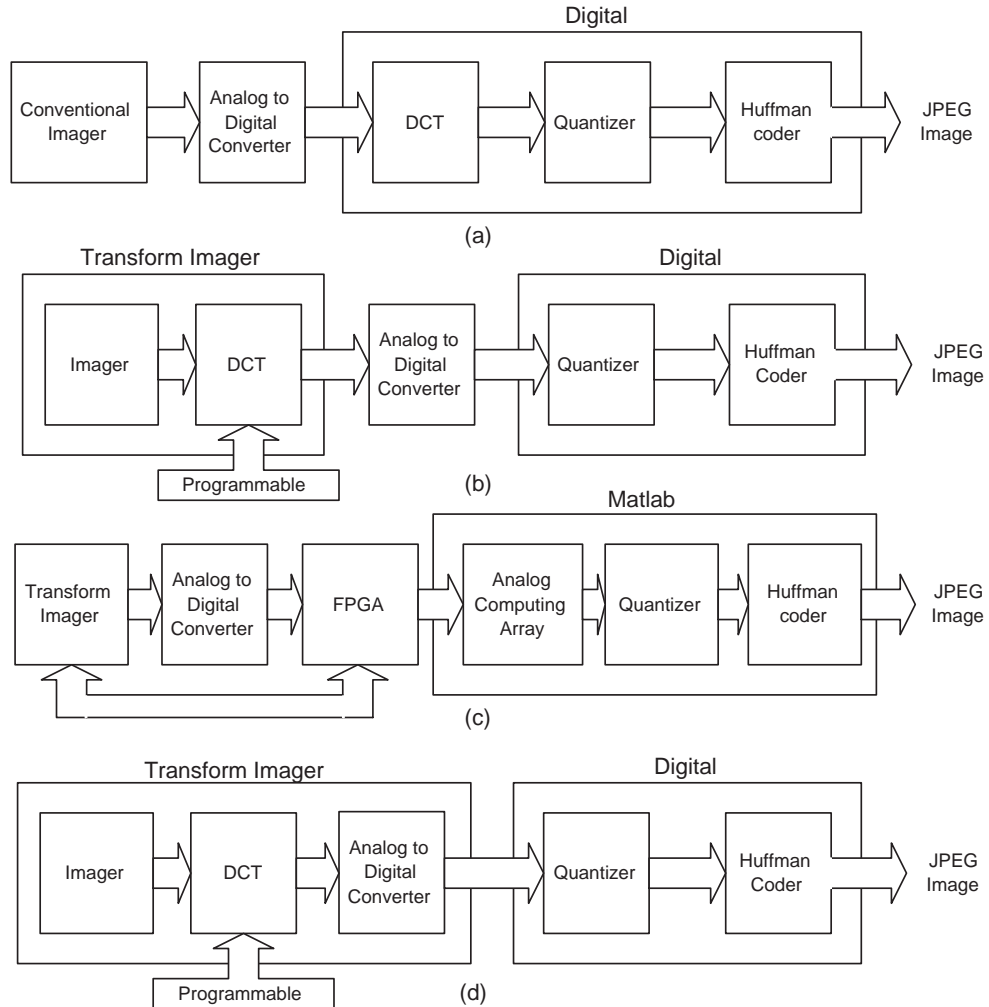 Digital
Conventional
Imager
Analog to
Digital
Converter
DCT
Quantizer
Huffman
coder
JPEG
Image
(a)
Transform Imager
Digital
Imager
DCT
Analog to
Digital
Converter
Quantizer
Huffman
Coder
JPEG
Image
Programmable
(b)
Matlab
Transform
Imager
Analog to
Digital
Converter
FPGA
Analog
Computing
Array
Quantizer
Huffman
coder
JPEG
Image
(c)
Transform Imager
Digital
Imager
DCT
Analog to
Digital
Converter
Quantizer
Huffman
Coder
JPEG
Image
Programmable
(d)